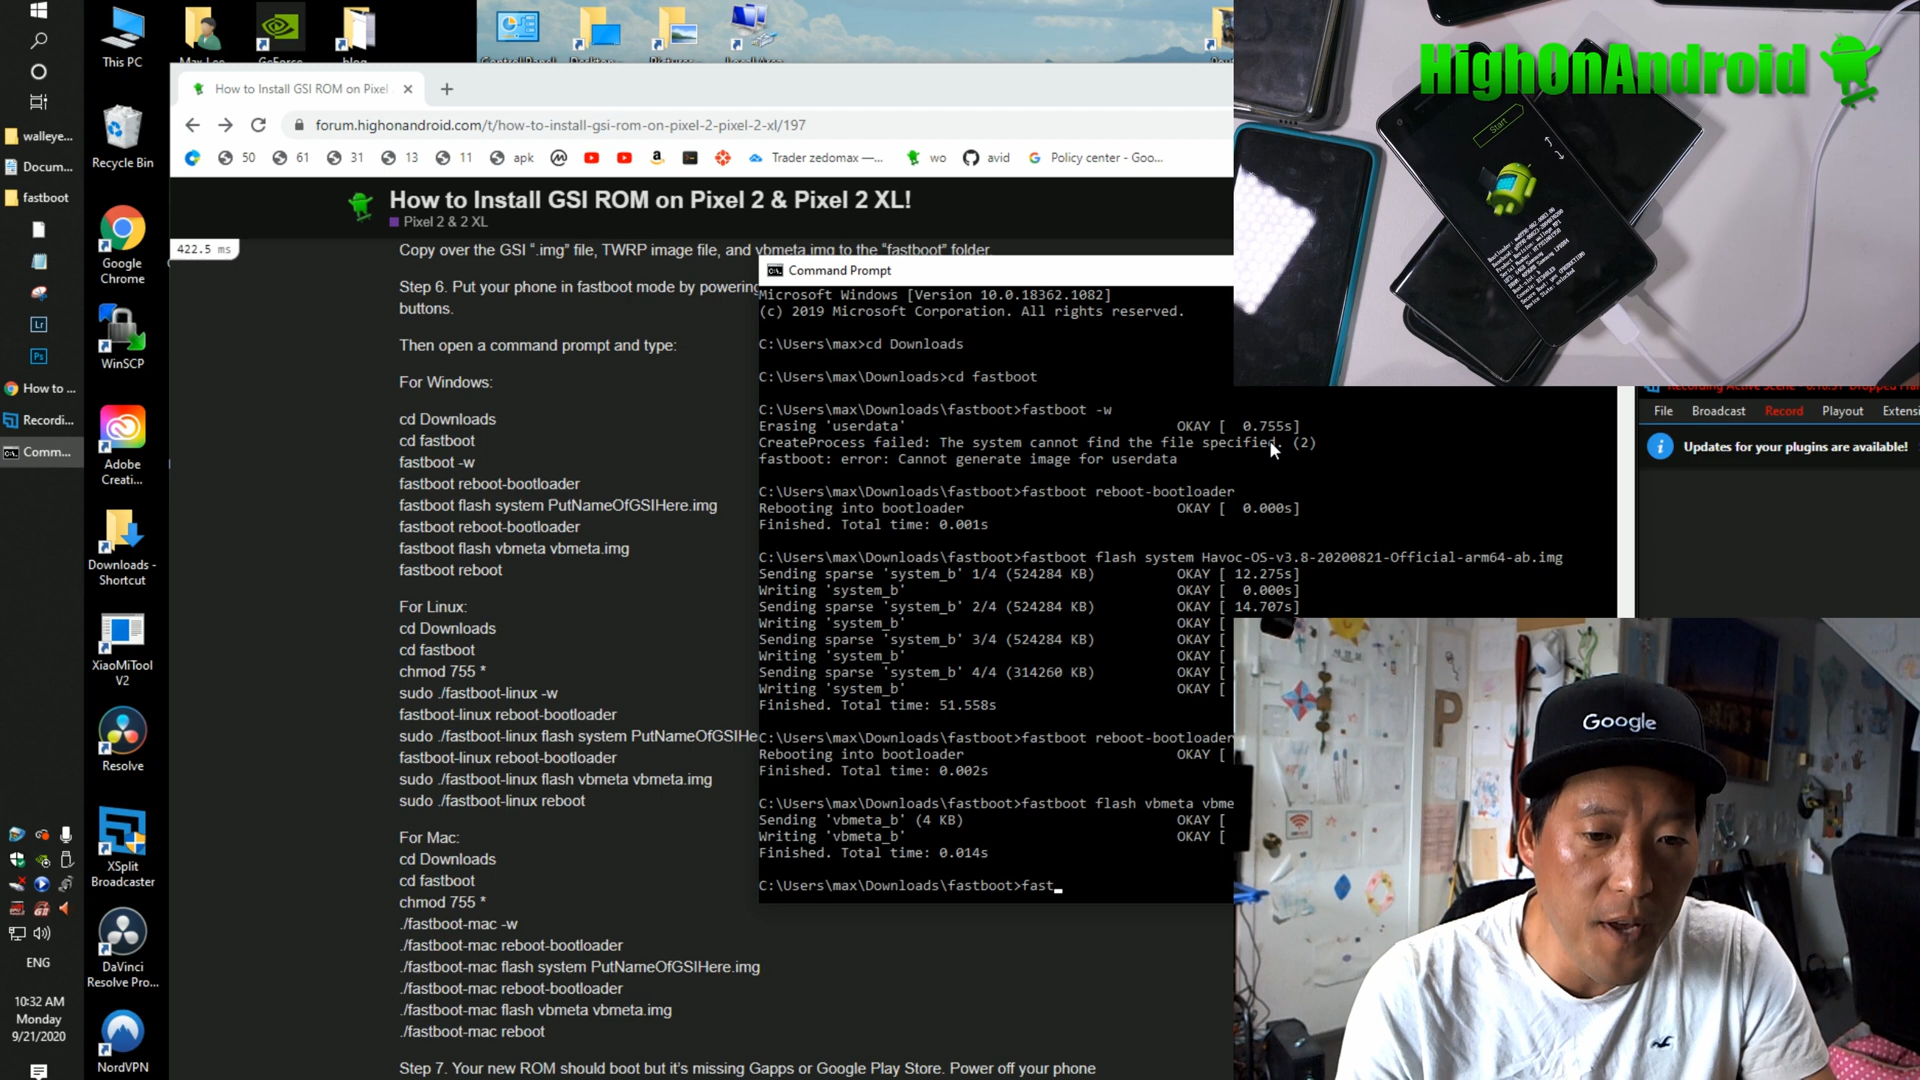 This PC
Recycle Bin
Google
Chrome
WinSCP
Adobe
Creati...
Downloads -
Shortcut
XiaoMiTool
V2
Resolve
XSplit
Broadcaster
DaVinci
Resolve Pro...
NordVPN
walleye...
Docum...
fastboot
How to ...
Recordi...
Comm...
ENG
10:32 AM
Monday
9/21/2020
How to Install GSI ROM on Pixel
forum.highonandroid.com/t/how-to-install-gsi-rom-on-pixel-2-pixel-2-xl/197
50 61 31 13 11 apk Trader zedomax —... wo avid Policy center - Goo...
How to Install GSI ROM on Pixel 2 & Pixel 2 XL!
Pixel 2 & 2 XL
422.5 ms
Copy over the GSI “.img” file, TWRP image file, and vbmeta.img to the “fastboot” folder.
Step 6. Put your phone in fastboot mode by powering
buttons.
Then open a command prompt and type:
For Windows:
cd Downloads
cd fastboot
fastboot -w
fastboot reboot-bootloader
fastboot flash system PutNameOfGSIHere.img
fastboot reboot-bootloader
fastboot flash vbmeta vbmeta.img
fastboot reboot
For Linux:
cd Downloads
cd fastboot
chmod 755 *
sudo ./fastboot-linux -w
fastboot-linux reboot-bootloader
sudo ./fastboot-linux flash system PutNameOfGSIHe
fastboot-linux reboot-bootloader
sudo ./fastboot-linux flash vbmeta vbmeta.img
sudo ./fastboot-linux reboot
For Mac:
cd Downloads
cd fastboot
chmod 755 *
./fastboot-mac -w
./fastboot-mac reboot-bootloader
./fastboot-mac flash system PutNameOfGSIHere.img
./fastboot-mac reboot-bootloader
./fastboot-mac flash vbmeta vbmeta.img
./fastboot-mac reboot
Step 7. Your new ROM should boot but it's missing Gapps or Google Play Store. Power off your phone
Command Prompt
Microsoft Windows [Version 10.0.18362.1082]
(c) 2019 Microsoft Corporation. All rights reserved.
C:\Users\max>cd Downloads
C:\Users\max\Downloads>cd fastboot
C:\Users\max\Downloads\fastboot>fastboot -w
Erasing 'userdata' OKAY [ 0.755s]
CreateProcess failed: The system cannot find the file specified. (2)
fastboot: error: Cannot generate image for userdata
C:\Users\max\Downloads\fastboot>fastboot reboot-bootloader
Rebooting into bootloader OKAY [ 0.000s]
Finished. Total time: 0.001s
C:\Users\max\Downloads\fastboot>fastboot flash system Havoc-OS-v3.8-20200821-Official-arm64-ab.img
Sending sparse 'system_b' 1/4 (524284 KB) OKAY [ 12.275s]
Writing 'system_b' OKAY [ 0.000s]
Sending sparse 'system_b' 2/4 (524284 KB) OKAY [ 14.707s]
Writing 'system_b' OKAY [
Sending sparse 'system_b' 3/4 (524284 KB) OKAY [
Writing 'system_b' OKAY [
Sending sparse 'system_b' 4/4 (314260 KB) OKAY [
Writing 'system_b' OKAY [
Finished. Total time: 51.558s
C:\Users\max\Downloads\fastboot>fastboot reboot-bootloader
Rebooting into bootloader OKAY [
Finished. Total time: 0.002s
C:\Users\max\Downloads\fastboot>fastboot flash vbmeta vbme
Sending 'vbmeta_b' (4 KB) OKAY [
Writing 'vbmeta_b' OKAY [
Finished. Total time: 0.014s
C:\Users\max\Downloads\fastboot>fast_
HighOnAndroid
Start
File Broadcast Record Playout Extensi
Updates for your plugins are available!
P
Google